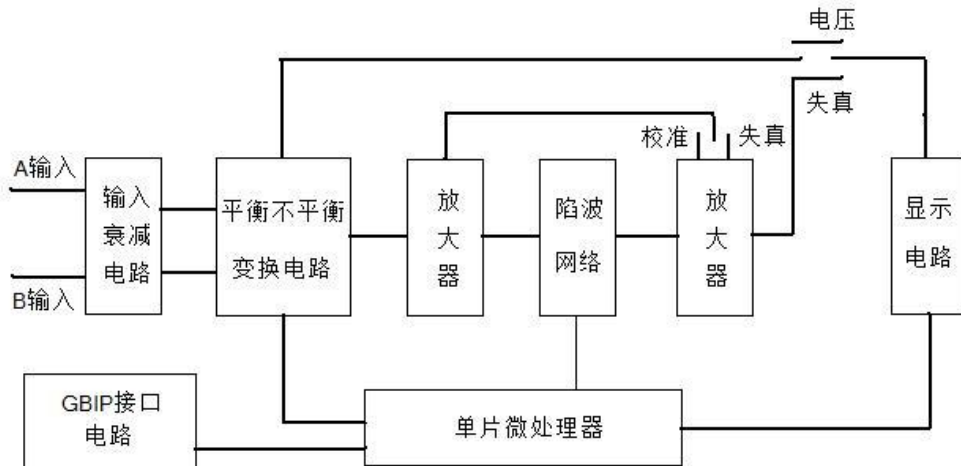 电压
失真
校准
失真
A输入
B输入
输入
衰减
电路
平衡不平衡
变换电路
放
大
器
陷波
网络
放
大
器
显示
电路
GBIP接口
电路
单片微处理器